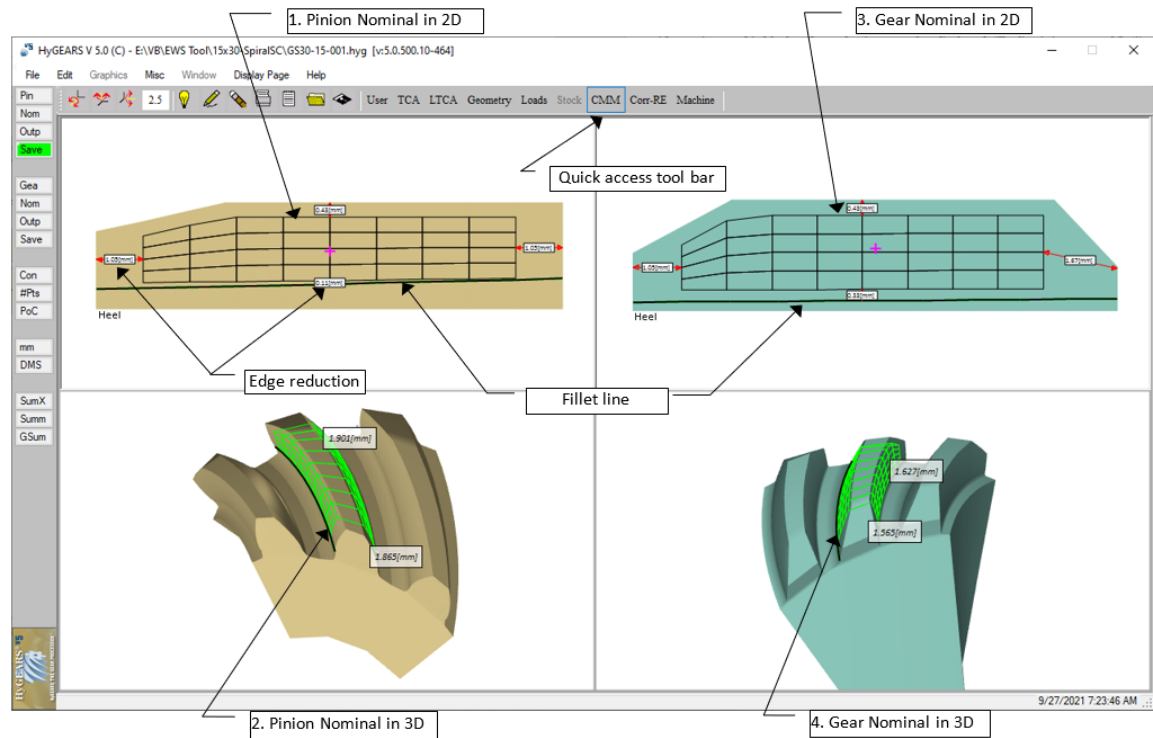 1. Pinion Nominal in 2D
3. Gear Nominal in 2D
HyGEARS V 5.0 (C) - E:\VB\EWS Tool\15x30-SpiralSC\GS30-15-001.hyg [v:5.0.500.10-464]
File Edit Graphics Misc Window Display Page Help
Pin
2.5 User TCA LTCA Geometry Loads Stock CMM Corr-RE Machine
Nom
Outp
Save
Gea
Nom
Outp
Save
Con
#Pts
PoC
mm
DMS
SumX
Summ
GSum
Quick access tool bar
0.43[mm]
0.43[mm]
1.05[mm]
1.05[mm]
1.05[mm]
1.67[mm]
Heel
Heel
Edge reduction
Fillet line
1.901[mm]
1.865[mm]
1.627[mm]
1.565[mm]
HyGEARS V5
9/27/2021 7:23:46 AM
2. Pinion Nominal in 3D
4. Gear Nominal in 3D